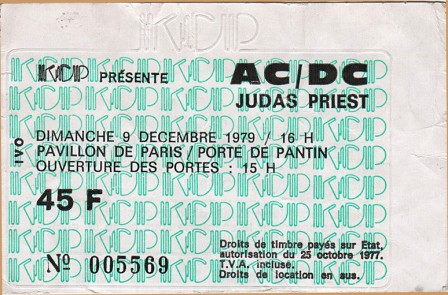 KCP
KCP PRÉSENTE
AC/DC
JUDAS PRIEST
DIMANCHE 9 DECEMBRE 1979 / 16 H
PAVILLON DE PARIS / PORTE DE PANTIN
OUVERTURE DES PORTES : 15 H
IVO
45 F
Nº 005569
Droits de timbre payés sur Etat,
autorisation du 25 octobre 1977.
T.V.A. incluse.
Droits de location en sus.